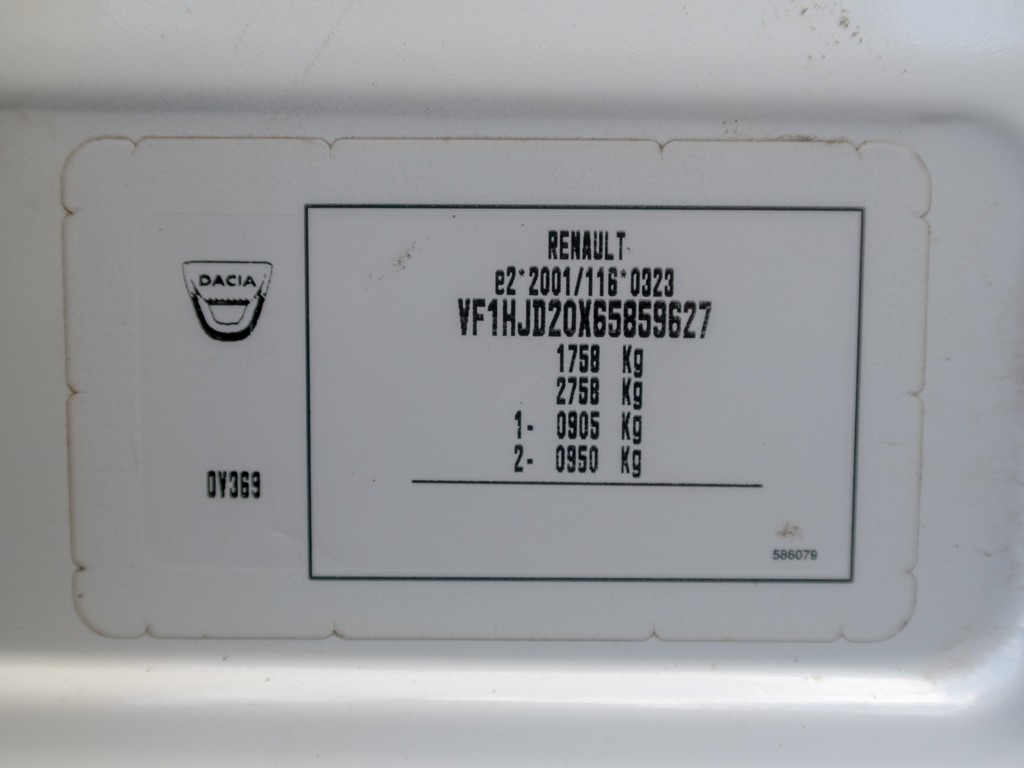 RENAULT
e2*2001/116*0323
VF1HJD20X65859627
1758 Kg
2758 Kg
1- 0905 Kg
2- 0950 Kg
DACIA
0V369
586079